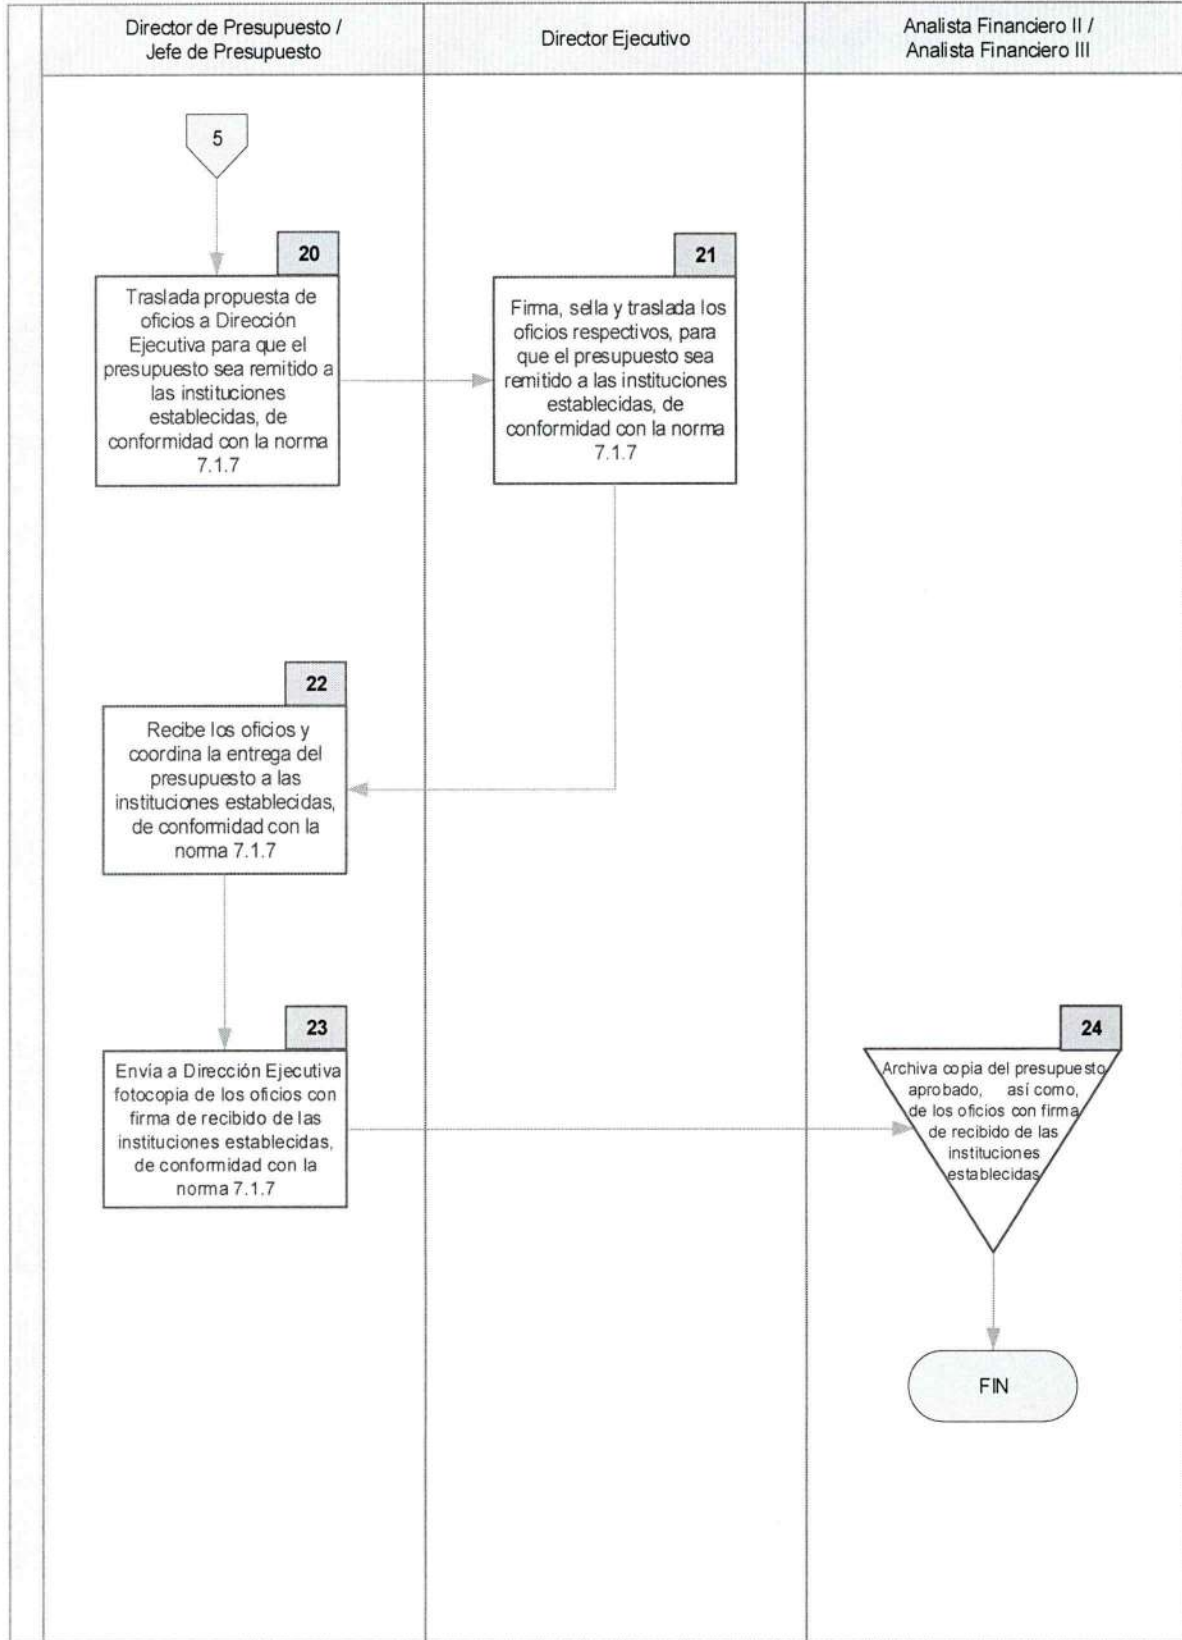 Director de Presupuesto /
Jefe de Presupuesto
Director Ejecutivo
Analista Financiero II /
Analista Financiero III
5
20
Traslada propuesta de
oficios a Dirección
Ejecutiva para que el
presupuesto sea remitido a
las instituciones
establecidas, de
conformidad con la norma
7.1.7
21
Firma, sella y traslada los
oficios respectivos, para
que el presupuesto sea
remitido a las instituciones
establecidas, de
conformidad con la norma
7.1.7
22
Recibe los oficios y
coordina la entrega del
presupuesto a las
instituciones establecidas,
de conformidad con la
norma 7.1.7
23
Envía a Dirección Ejecutiva
fotocopia de los oficios con
firma de recibido de las
instituciones establecidas,
de conformidad con la
norma 7.1.7
24
Archiva copia del presupuesto
aprobado, así como,
de los oficios con firma
de recibido de las
instituciones
establecidas
FIN